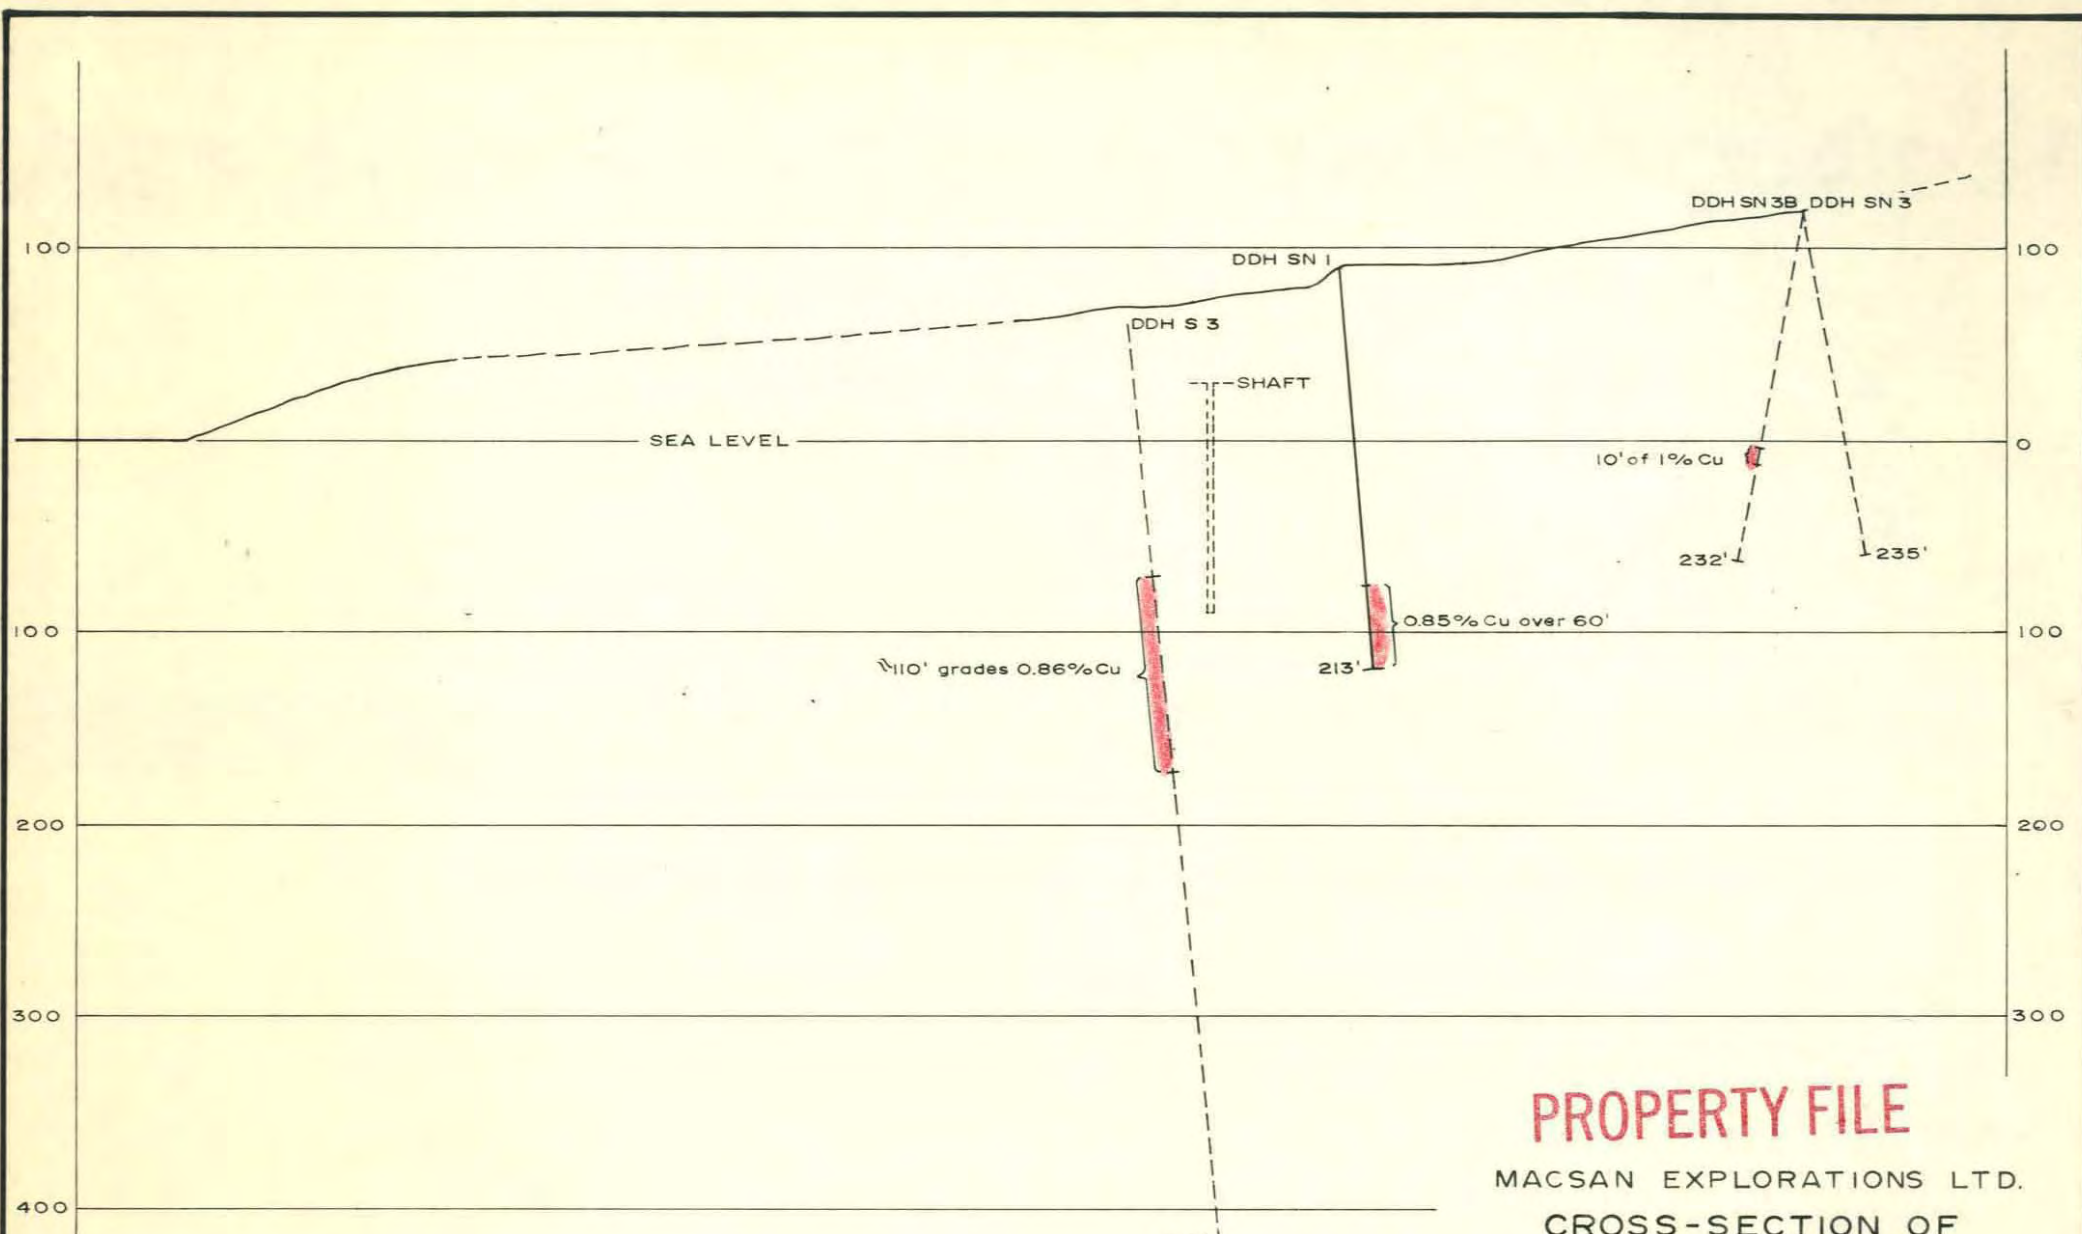 DDH SN 3B DDH SN 3
100 100
DDH SN 1
DDH S 3
SHAFT
SEA LEVEL 0
10' of 1% Cu
232' 235'
0.85% Cu over 60'
100 100
110' grades 0.86% Cu 213'
200 200
300 300
PROPERTY FILE
MACSAN EXPLORATIONS LTD.
400
CROSS-SECTION OF